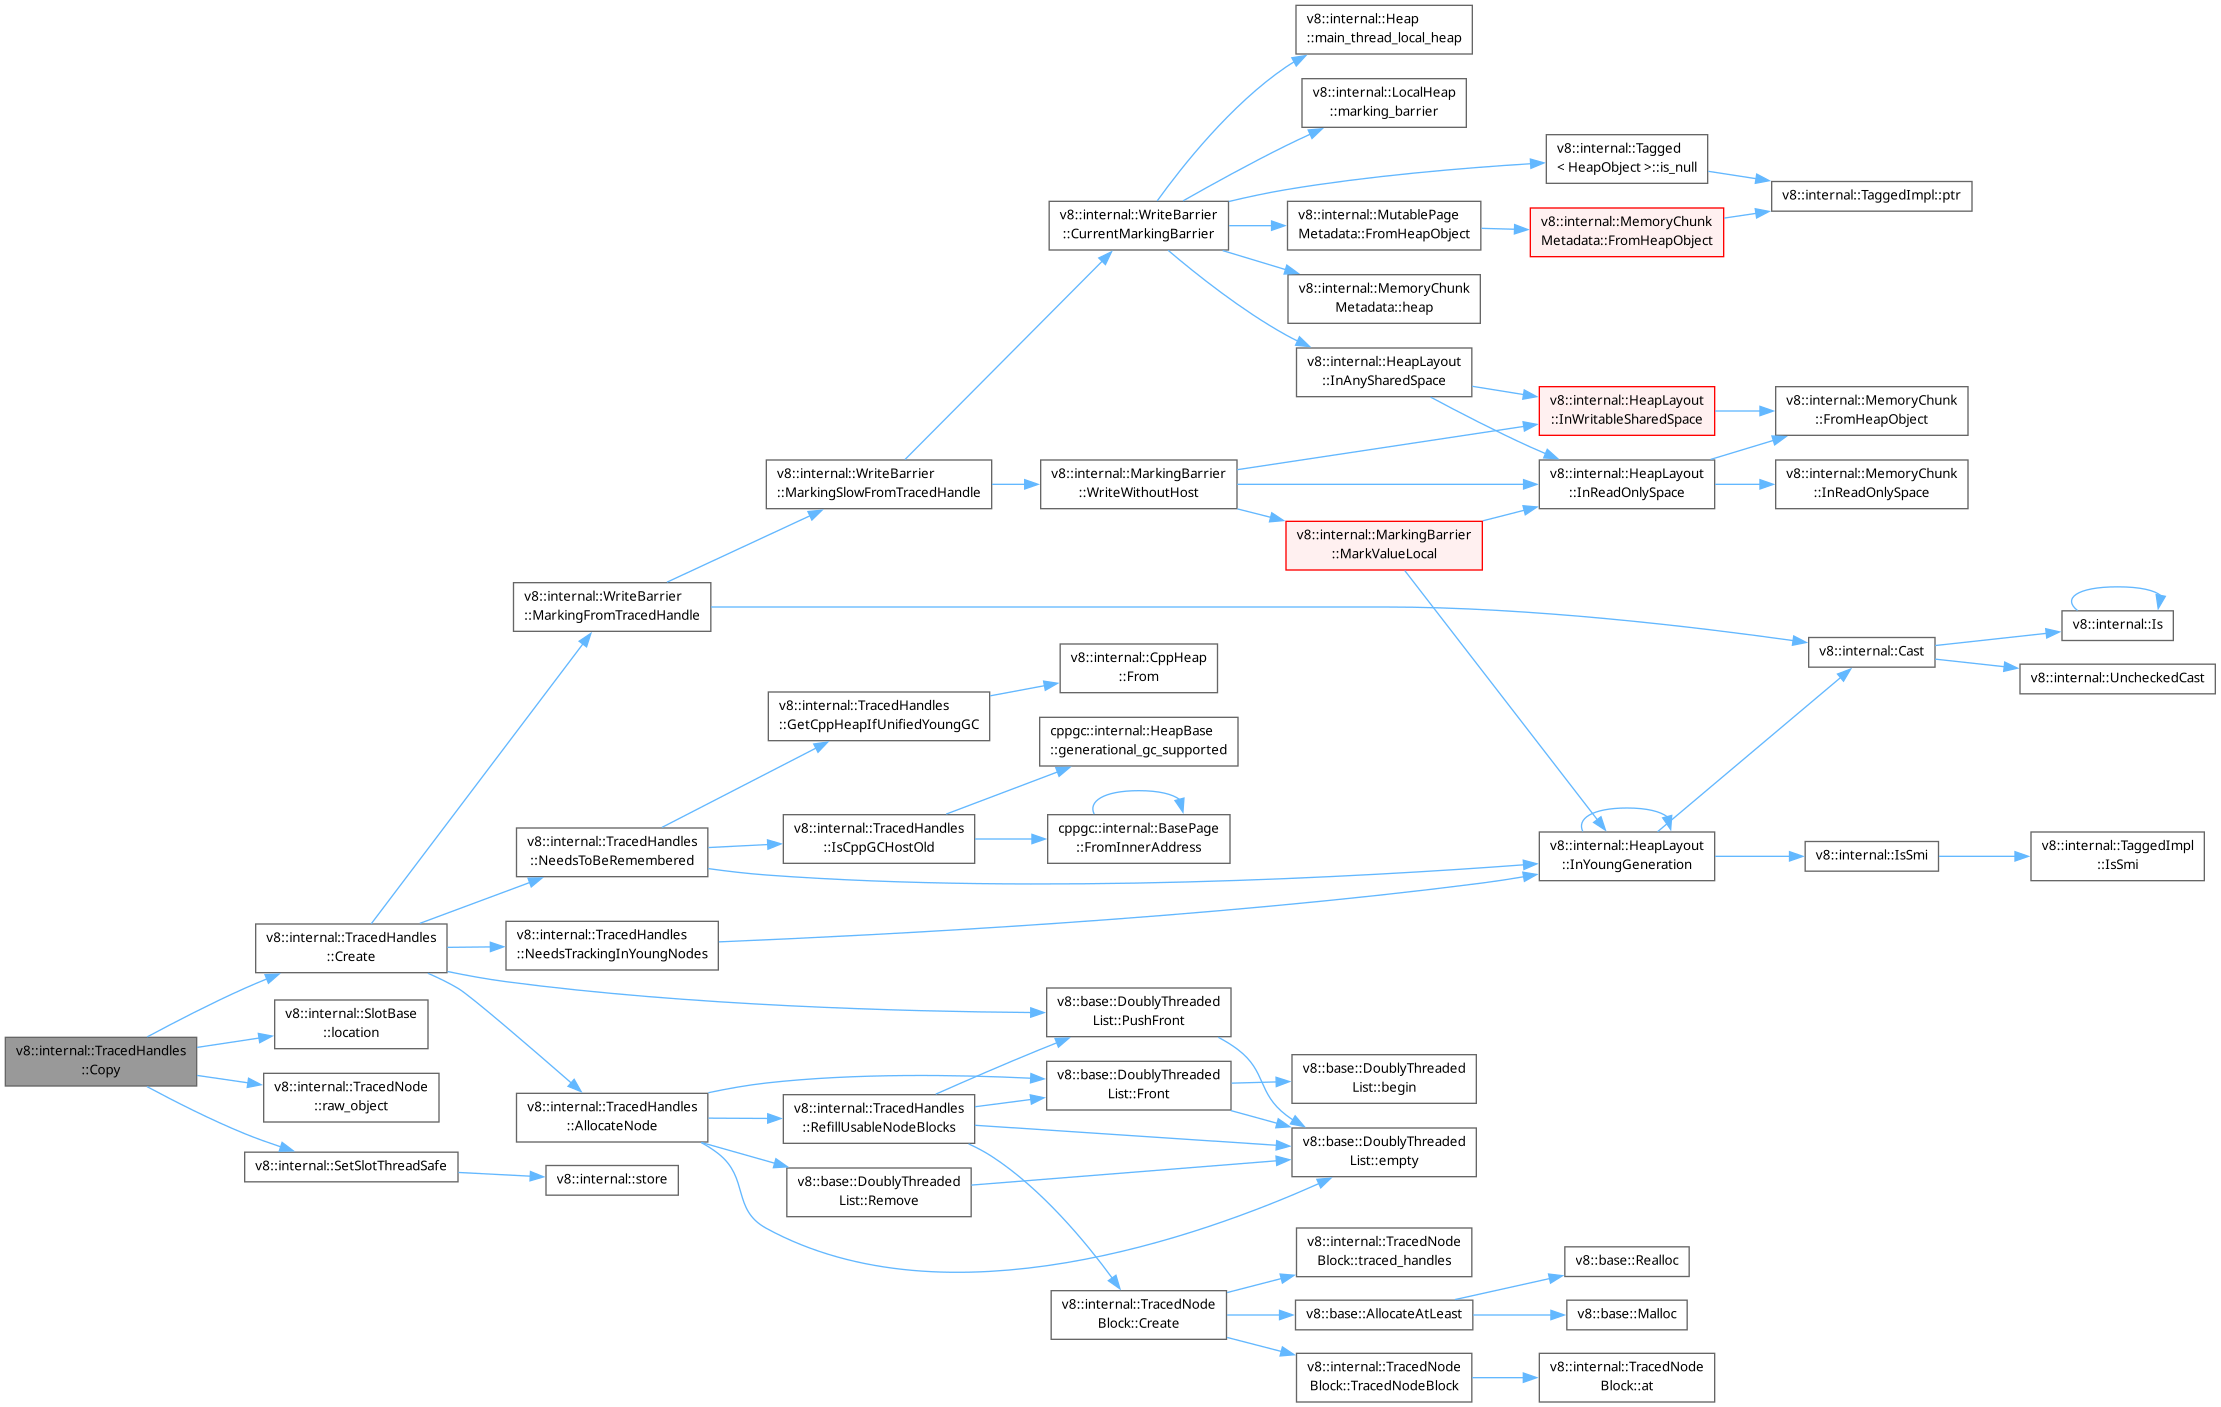 v8::internal::Heap
::main_thread_local_heap
v8::internal::LocalHeap
::marking_barrier
v8::internal::Tagged
< HeapObject >::is_null
v8::internal::TaggedImpl::ptr
v8::internal::WriteBarrier
::CurrentMarkingBarrier
v8::internal::MutablePage
Metadata::FromHeapObject
v8::internal::MemoryChunk
Metadata::FromHeapObject
v8::internal::MemoryChunk
Metadata::heap
v8::internal::HeapLayout
::InAnySharedSpace
v8::internal::HeapLayout
::InWritableSharedSpace
v8::internal::MemoryChunk
::FromHeapObject
v8::internal::WriteBarrier
::MarkingSlowFromTracedHandle
v8::internal::MarkingBarrier
::WriteWithoutHost
v8::internal::HeapLayout
::InReadOnlySpace
v8::internal::MemoryChunk
::InReadOnlySpace
v8::internal::MarkingBarrier
::MarkValueLocal
v8::internal::WriteBarrier
::MarkingFromTracedHandle
v8::internal::Is
v8::internal::Cast
v8::internal::UncheckedCast
v8::internal::CppHeap
::From
v8::internal::TracedHandles
::GetCppHeapIfUnifiedYoungGC
cppgc::internal::HeapBase
::generational_gc_supported
v8::internal::TracedHandles
::NeedsToBeRemembered
v8::internal::TracedHandles
::IsCppGCHostOld
cppgc::internal::BasePage
::FromInnerAddress
v8::internal::HeapLayout
::InYoungGeneration
v8::internal::IsSmi
v8::internal::TaggedImpl
::IsSmi
v8::internal::TracedHandles
::Create
v8::internal::TracedHandles
::NeedsTrackingInYoungNodes
v8::internal::SlotBase
::location
v8::base::DoublyThreaded
List::PushFront
v8::internal::TracedHandles
::Copy
v8::internal::TracedNode
::raw_object
v8::base::DoublyThreaded
List::Front
v8::base::DoublyThreaded
List::begin
v8::internal::TracedHandles
::AllocateNode
v8::internal::TracedHandles
::RefillUsableNodeBlocks
v8::base::DoublyThreaded
List::empty
v8::internal::SetSlotThreadSafe
v8::internal::store
v8::base::DoublyThreaded
List::Remove
v8::internal::TracedNode
Block::traced_handles
v8::base::Realloc
v8::internal::TracedNode
Block::Create
v8::base::AllocateAtLeast
v8::base::Malloc
v8::internal::TracedNode
Block::TracedNodeBlock
v8::internal::TracedNode
Block::at